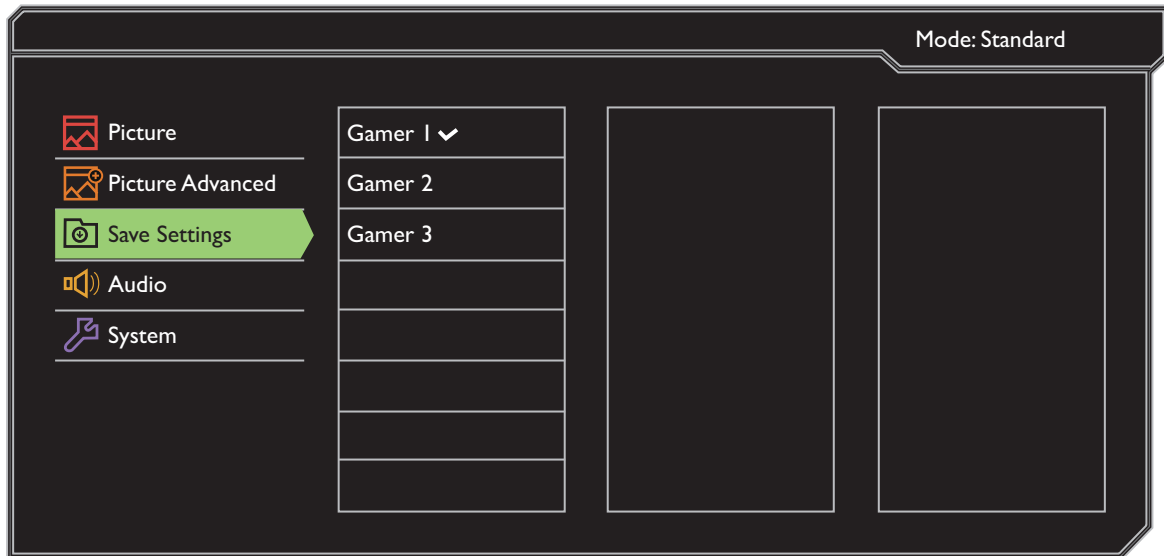 Mode: Standard
Picture
Picture Advanced
Save Settings
Audio
System
Gamer 1
Gamer 2
Gamer 3